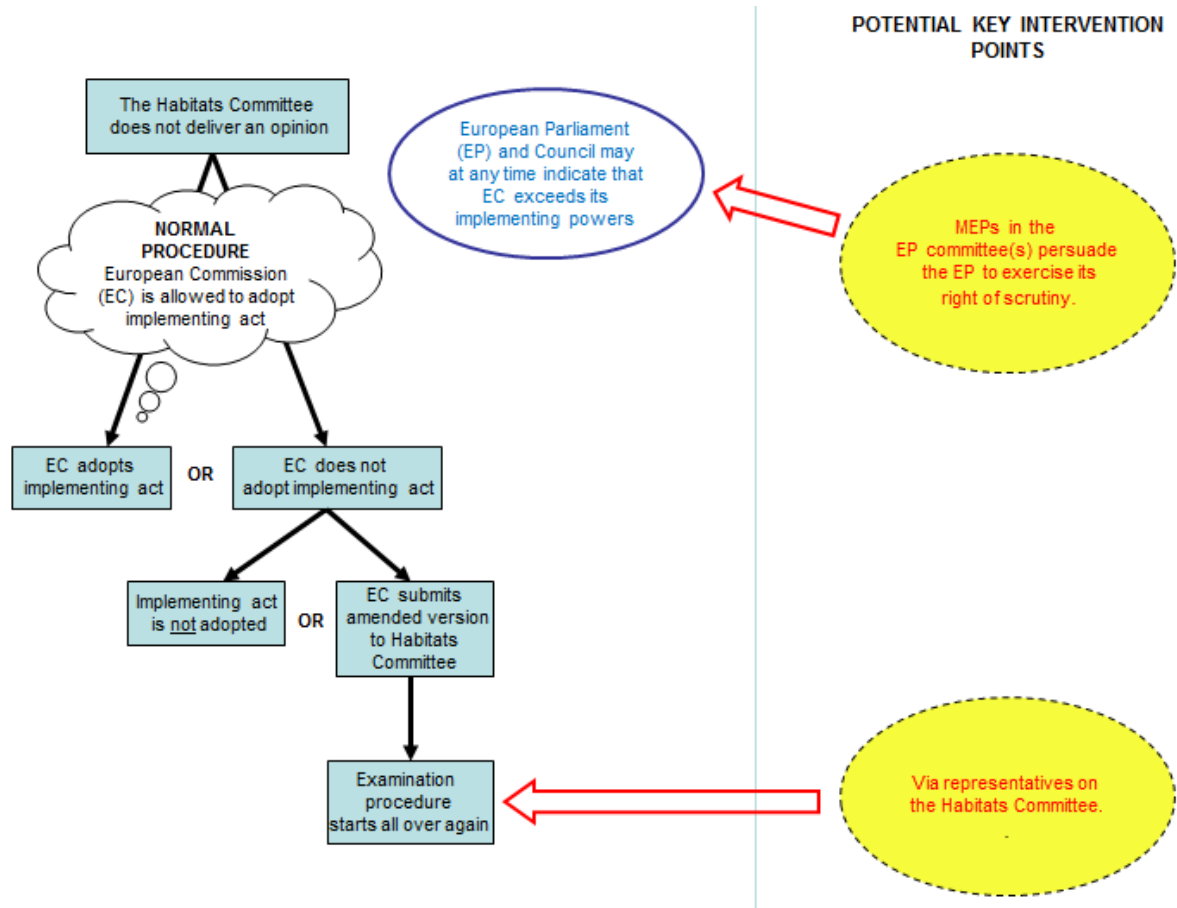 POTENTIAL KEY INTERVENTION
POINTS
The Habitats Committee
does not deliver an opinion
European Parliament
(EP) and Council may
at any time indicate that
EC exceeds its
implementing powers
MEPs in the
EP committee(s) persuade
the EP to exercise its
right of scrutiny.
NORMAL
PROCEDURE
European Commission
(EC) is allowed to adopt
implementing act
EC adopts
implementing act
OR
EC does not
adopt implementing act
Implementing act
is not adopted
OR
EC submits
amended version
to Habitats
Committee
Examination
procedure
starts all over again
Via representatives on
the Habitats Committee.
.